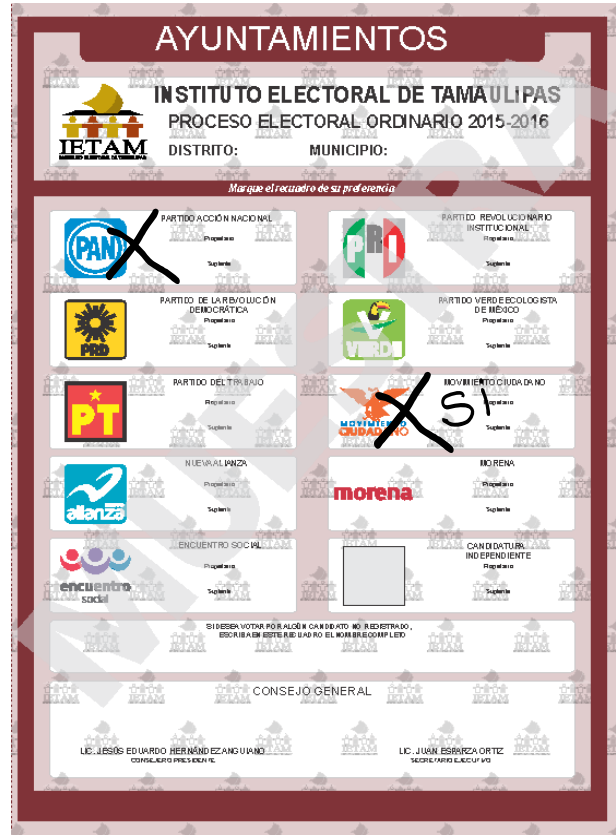 AYUNTAMIENTOS
INSTITUTO ELECTORAL DE TAMAULIPAS
PROCESO ELECTORAL ORDINARIO 2015-2016
IETAM
DISTRITO: MUNICIPIO:
Marque el recuadro de su preferencia
PAN
X
PARTIDO ACCIÓN NACIONAL
Propietario
Suplente
PRI
PARTIDO REVOLUCIONARIO
INSTITUCIONAL
Propietario
Suplente
PRD
PARTIDO DE LA REVOLUCIÓN
DEMOCRÁTICA
Propietario
Suplente
VERDE
PARTIDO VERDE ECOLOGISTA
DE MÉXICO
Propietario
Suplente
PT
PARTIDO DEL TRABAJO
Propietario
Suplente
MOVIMIENTO
CIUDADANO
X SI
MOVIMIENTO CIUDADANO
Propietario
Suplente
alianza
NUEVA ALIANZA
Propietario
Suplente
morena
MORENA
Propietario
Suplente
encuentro
social
ENCUENTRO SOCIAL
Propietario
Suplente
CANDIDATURA
INDEPENDIENTE
Propietario
Suplente
SI DESEA VOTAR POR ALGÚN CANDIDATO NO REGISTRADO,
ESCRIBA EN ESTE RECUADRO EL NOMBRE COMPLETO
CONSEJO GENERAL
LIC. JESÚS EDUARDO HERNÁNDEZ ANGUIANO
CONSEJERO PRESIDENTE
LIC. JUAN ESPARZA ORTIZ
SECRETARIO EJECUTIVO
MUESTRA